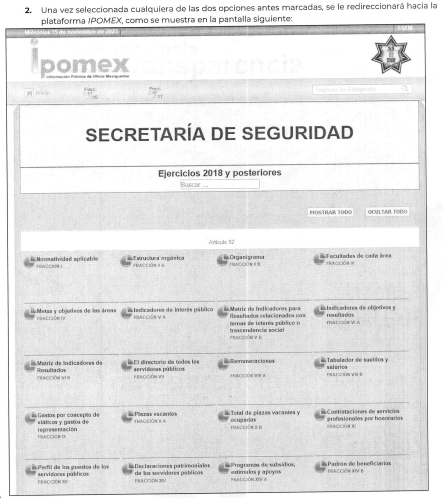 2. Una vez seleccionada cualquiera de las dos opciones antes marcadas, se le redireccionará hacia la
plataforma IPOMEX, como se muestra en la pantalla siguiente:
Miércoles 15 de noviembre de 2023
ipomex
Información Pública de Oficio Mexiquense
Inicio
SECRETARÍA DE SEGURIDAD
Ejercicios 2018 y posteriores
Buscar ...
MOSTRAR TODO OCULTAR TODO
Artículo 92
Normatividad aplicable
FRACCIÓN I
Estructura orgánica
FRACCIÓN II A
Organigrama
FRACCIÓN II B
Facultades de cada área
FRACCIÓN III
Metas y objetivos de las áreas
FRACCIÓN IV
Indicadores de interés público
FRACCIÓN V A
Matriz de Indicadores para
Resultados relacionados con
temas de interés público o
trascendencia social
FRACCIÓN V B
Indicadores de objetivos y
resultados
FRACCIÓN VI A
Matriz de Indicadores de
Resultados
FRACCIÓN VI B
El directorio de todos los
servidores públicos
FRACCIÓN VII
Remuneraciones
FRACCIÓN VIII A
Tabulador de sueldos y
salarios
FRACCIÓN VIII B
Gastos por concepto de
viáticos y gastos de
representación
FRACCIÓN IX
Plazas vacantes
FRACCIÓN X A
Total de plazas vacantes y
ocupadas
FRACCIÓN X B
Contrataciones de servicios
profesionales por honorarios
FRACCIÓN XI
Perfil de los puestos de los
servidores públicos
FRACCIÓN XII
Declaraciones patrimoniales
de los servidores públicos
FRACCIÓN XIII
Programas de subsidios,
estímulos y apoyos
FRACCIÓN XIV A
Padrón de beneficiarios
FRACCIÓN XIV B